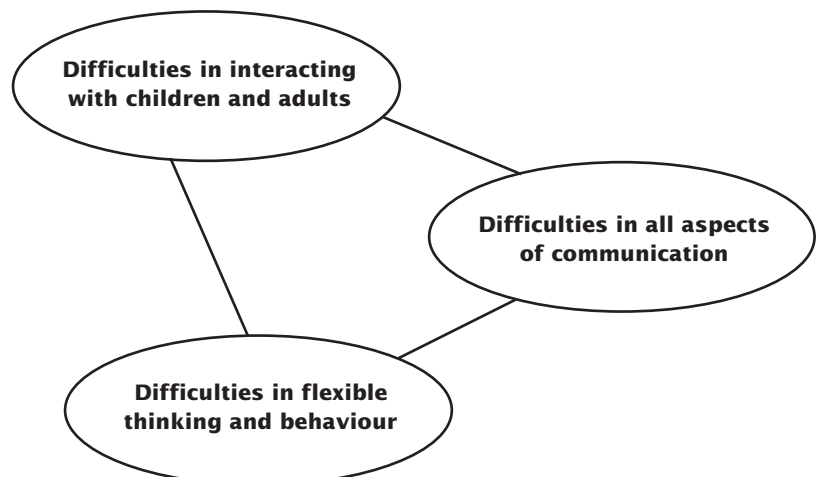 Difficulties in interacting
with children and adults
Difficulties in all aspects
of communication
Difficulties in flexible
thinking and behaviour